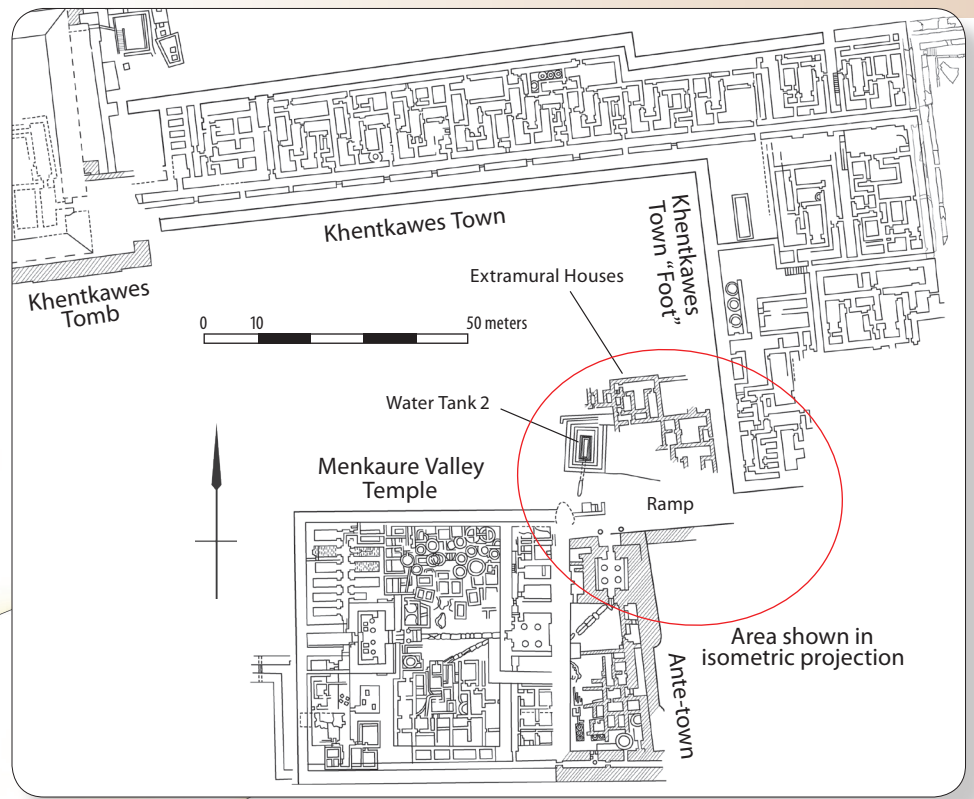 Khentkawes Town
Khentkawes
Town “Foot”
Extramural Houses
Khentkawes
Tomb
0 10 50 meters
Water Tank 2
Menkaure Valley
Temple
Ramp
Area shown in
isometric projection
Ante-town